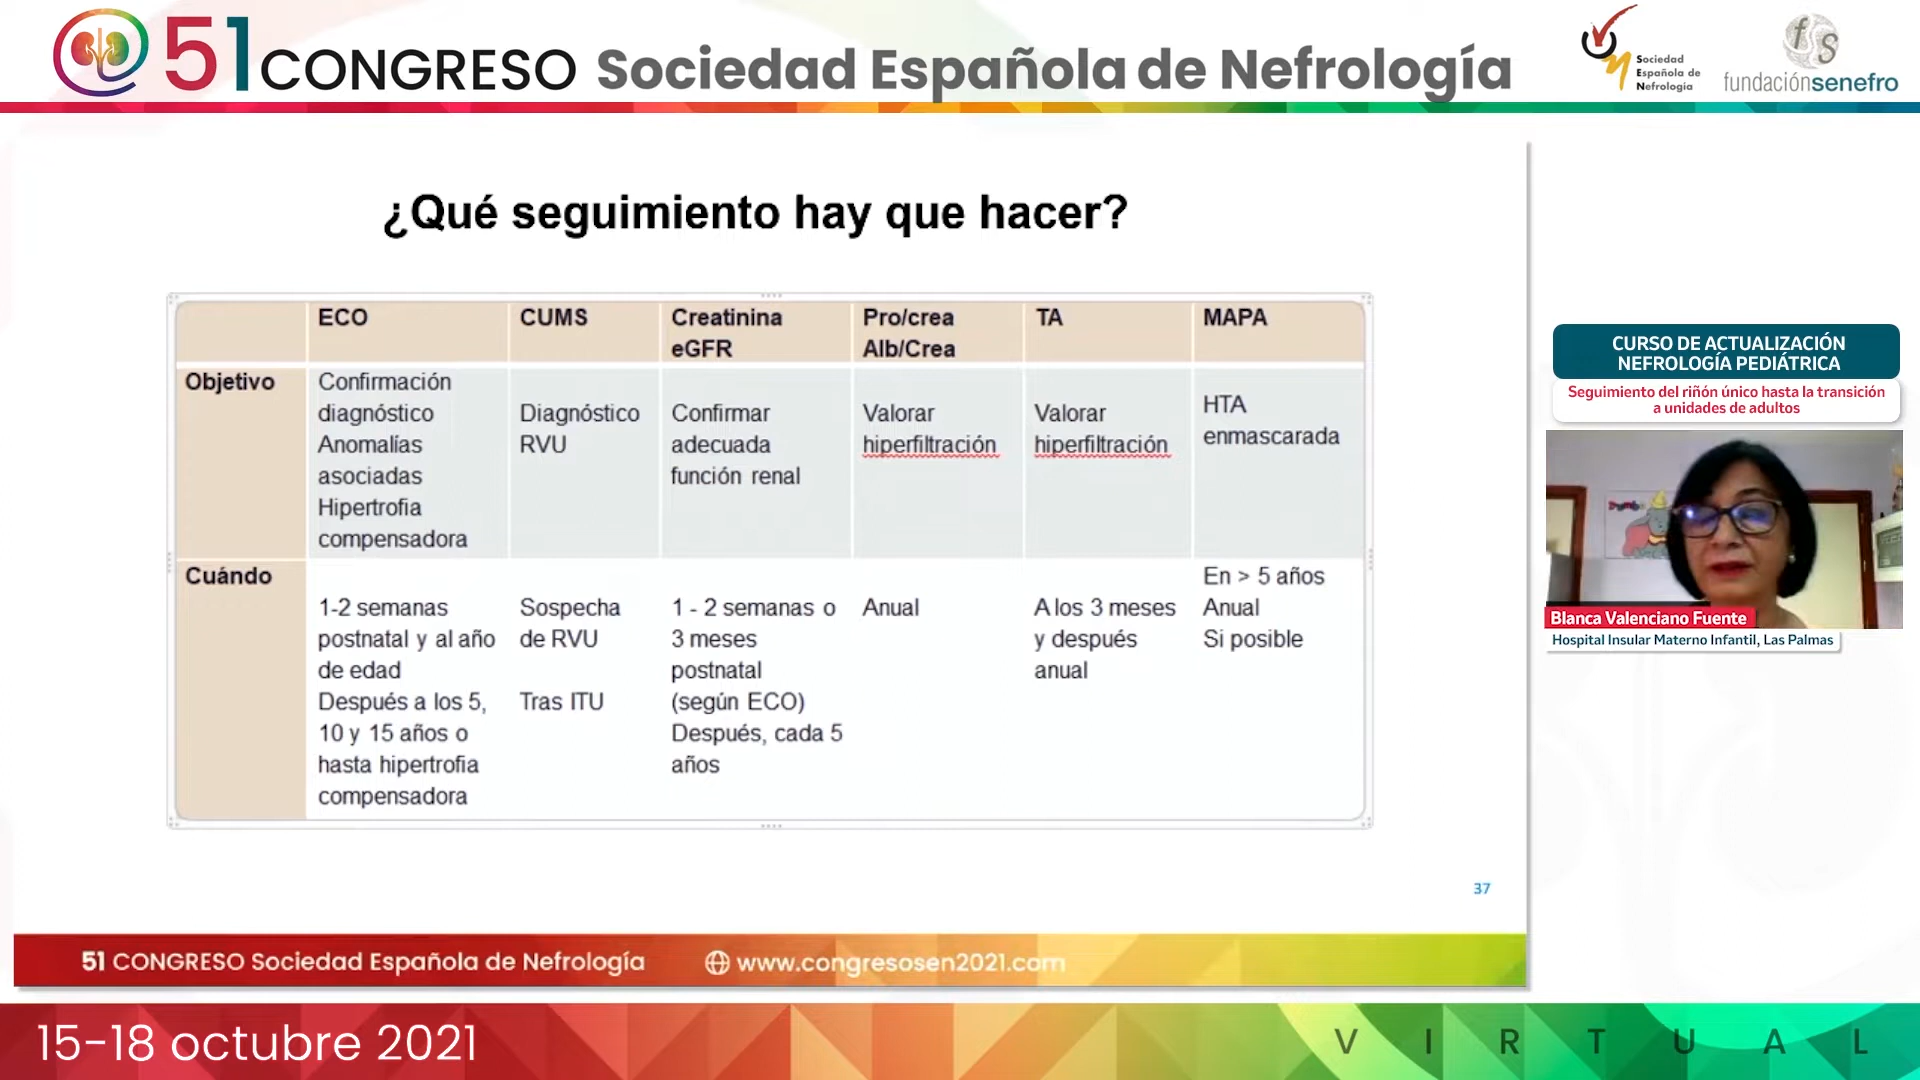 51 CONGRESO Sociedad Española de Nefrología
Sociedad
Española de
Nefrología
fundaciónsenefro
¿Qué seguimiento hay que hacer?
ECO
CUMS
Creatinina
eGFR
Pro/crea
Alb/Crea
TA
MAPA
Objetivo
Confirmación
diagnóstico
Anomalías
asociadas
Hipertrofia
compensadora
Diagnóstico
RVU
Confirmar
adecuada
función renal
Valorar
hiperfiltración
Valorar
hiperfiltración
HTA
enmascarada
Cuándo
1-2 semanas
postnatal y al año
de edad
Después a los 5,
10 y 15 años o
hasta hipertrofia
compensadora
Sospecha
de RVU
Tras ITU
1 - 2 semanas o
3 meses
postnatal
(según ECO)
Después, cada 5
años
Anual
A los 3 meses
y después
anual
En > 5 años
Anual
Si posible
37
51 CONGRESO Sociedad Española de Nefrología
www.congresosen2021.com
CURSO DE ACTUALIZACIÓN
NEFROLOGÍA PEDIÁTRICA
Seguimiento del riñón único hasta la transición
a unidades de adultos
Blanca Valenciano Fuente
Hospital Insular Materno Infantil, Las Palmas
15-18 octubre 2021
VIRTUAL